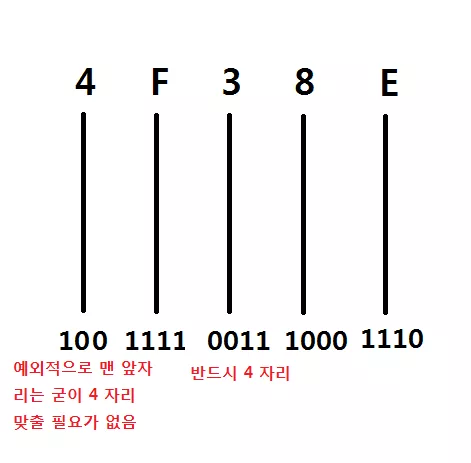 4 F 3 8 E
100 1111 0011 1000 1110
예외적으로 맨 앞자
리는 굳이 4 자리
맞출 필요가 없음
반드시 4 자리